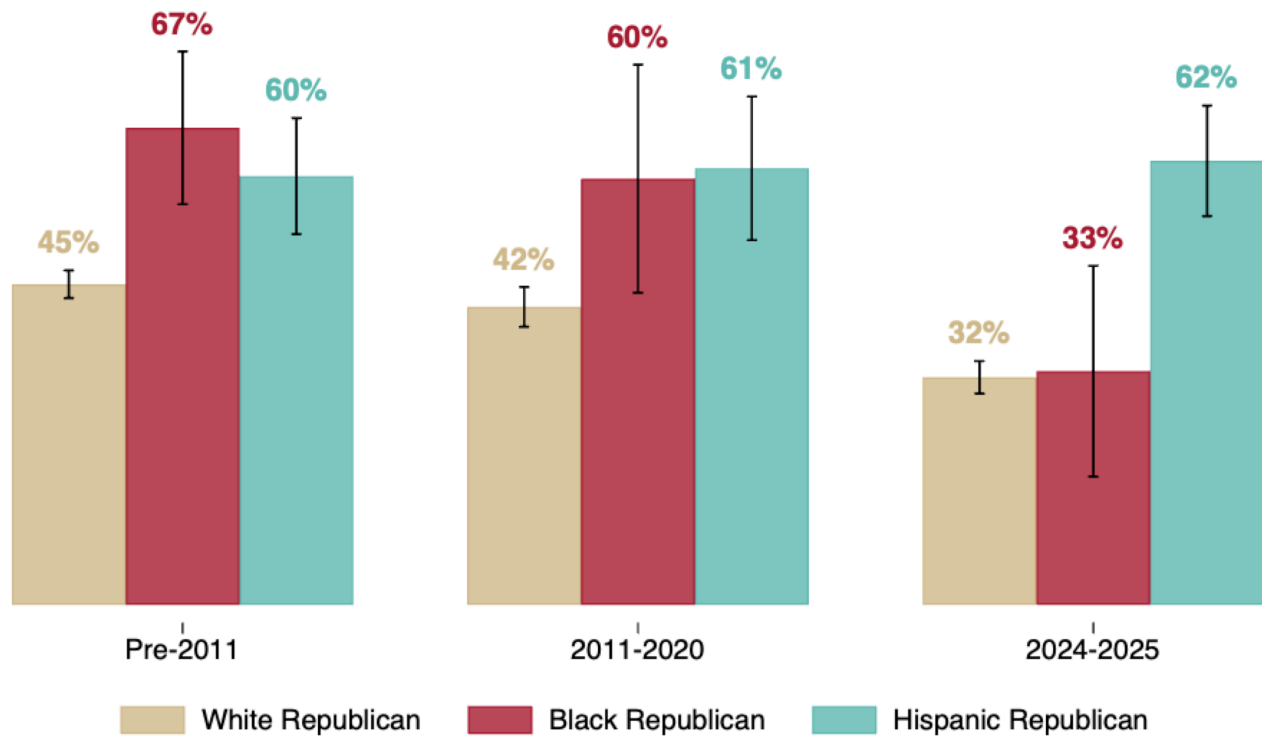 67%
60%
45%
60%
61%
42%
62%
33%
32%
Pre-2011
2011-2020
2024-2025
White Republican
Black Republican
Hispanic Republican